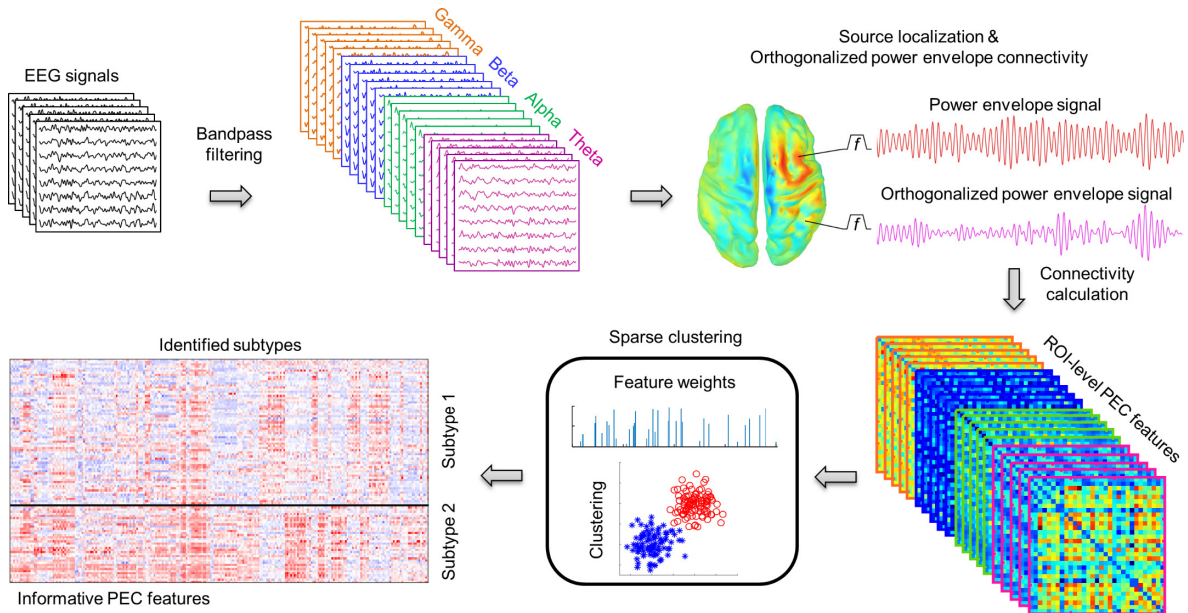 EEG signals
Bandpass
filtering
Gamma
Beta
Alpha
Theta
Source localization &
Orthogonalized power envelope connectivity
Power envelope signal
f
Orthogonalized power envelope signal
f
Connectivity
calculation
ROI-level PEC features
Sparse clustering
Feature weights
Clustering
Identified subtypes
Subtype 1
Subtype 2
Informative PEC features